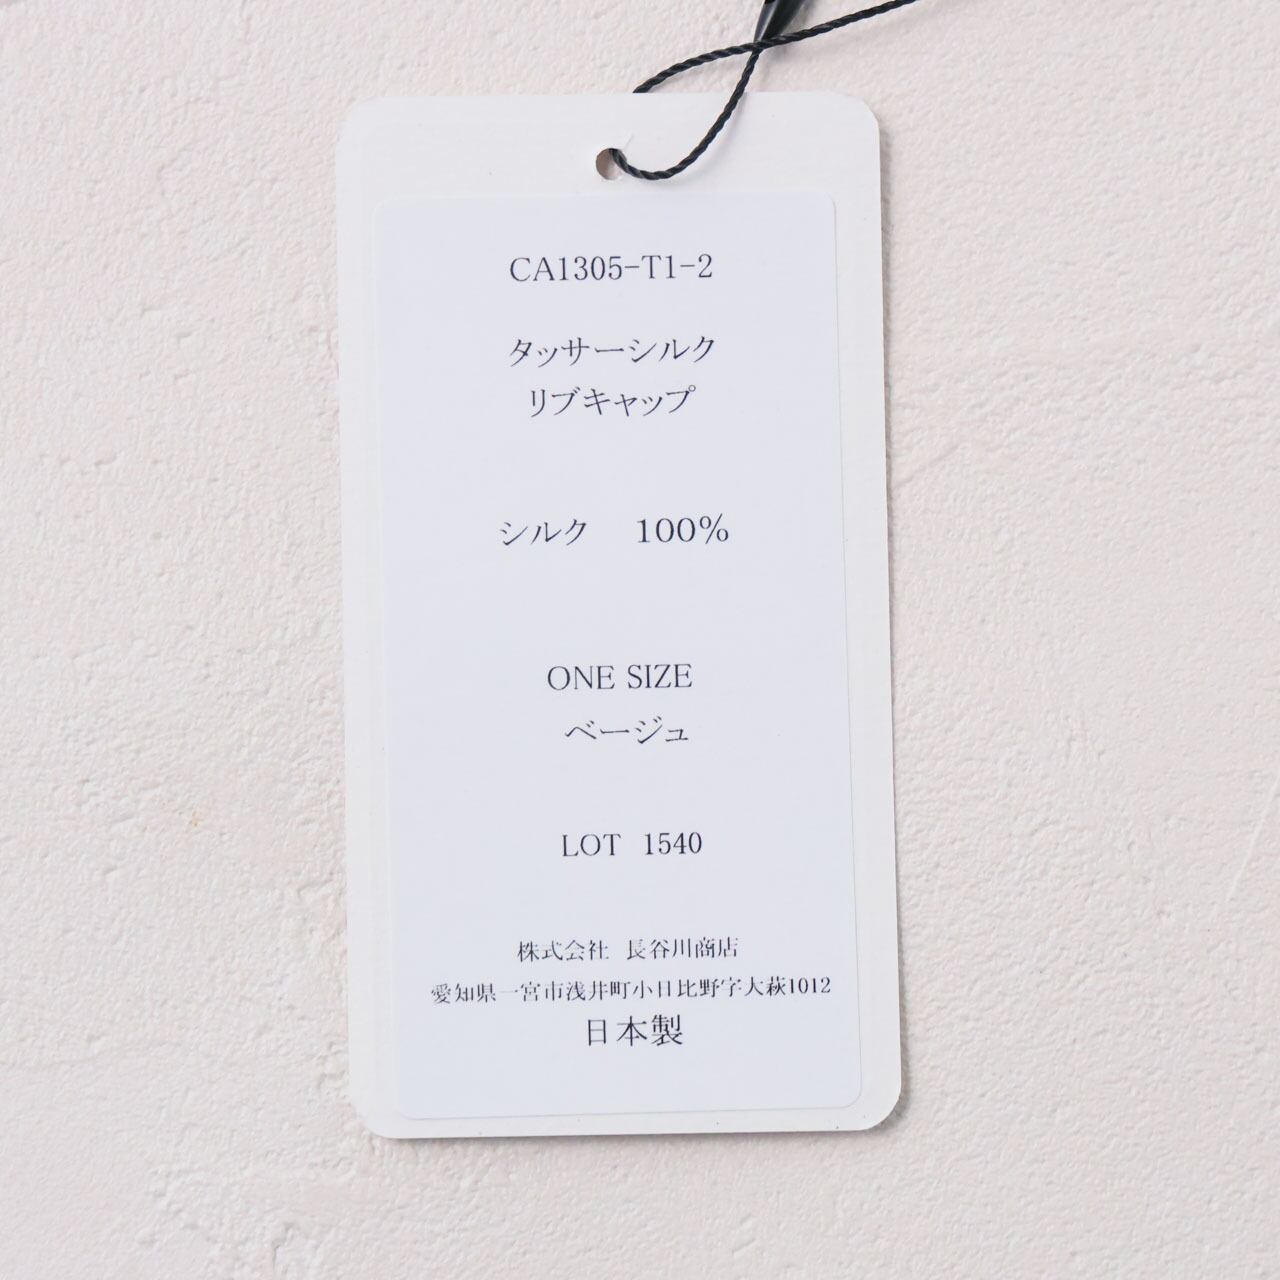 CA1305-T1-2
タッサーシルク
リブキャップ
シルク 100%
ONE SIZE
ベージュ
LOT 1540
株式会社 長谷川商店
愛知県一宮市浅井町小日比野字大萩1012
日本製